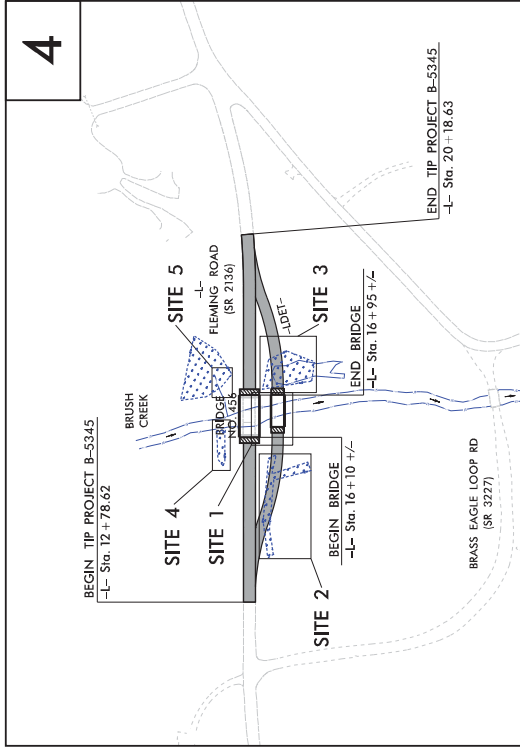 4
BEGIN TIP PROJECT B-5345
-L- Sta. 12+78.62
BRUSH
CREEK
SITE 5
-L-
FLEMING ROAD
(SR 2136)
SITE 4
SITE 1
BRIDGE
NO. 456
-LDET-
SITE 3
SITE 2
BEGIN BRIDGE
-L- Sta. 16+10 +/-
END BRIDGE
-L- Sta. 16+95 +/-
END TIP PROJECT B-5345
-L- Sta. 20+18.63
BRASS EAGLE LOOP RD
(SR 3227)